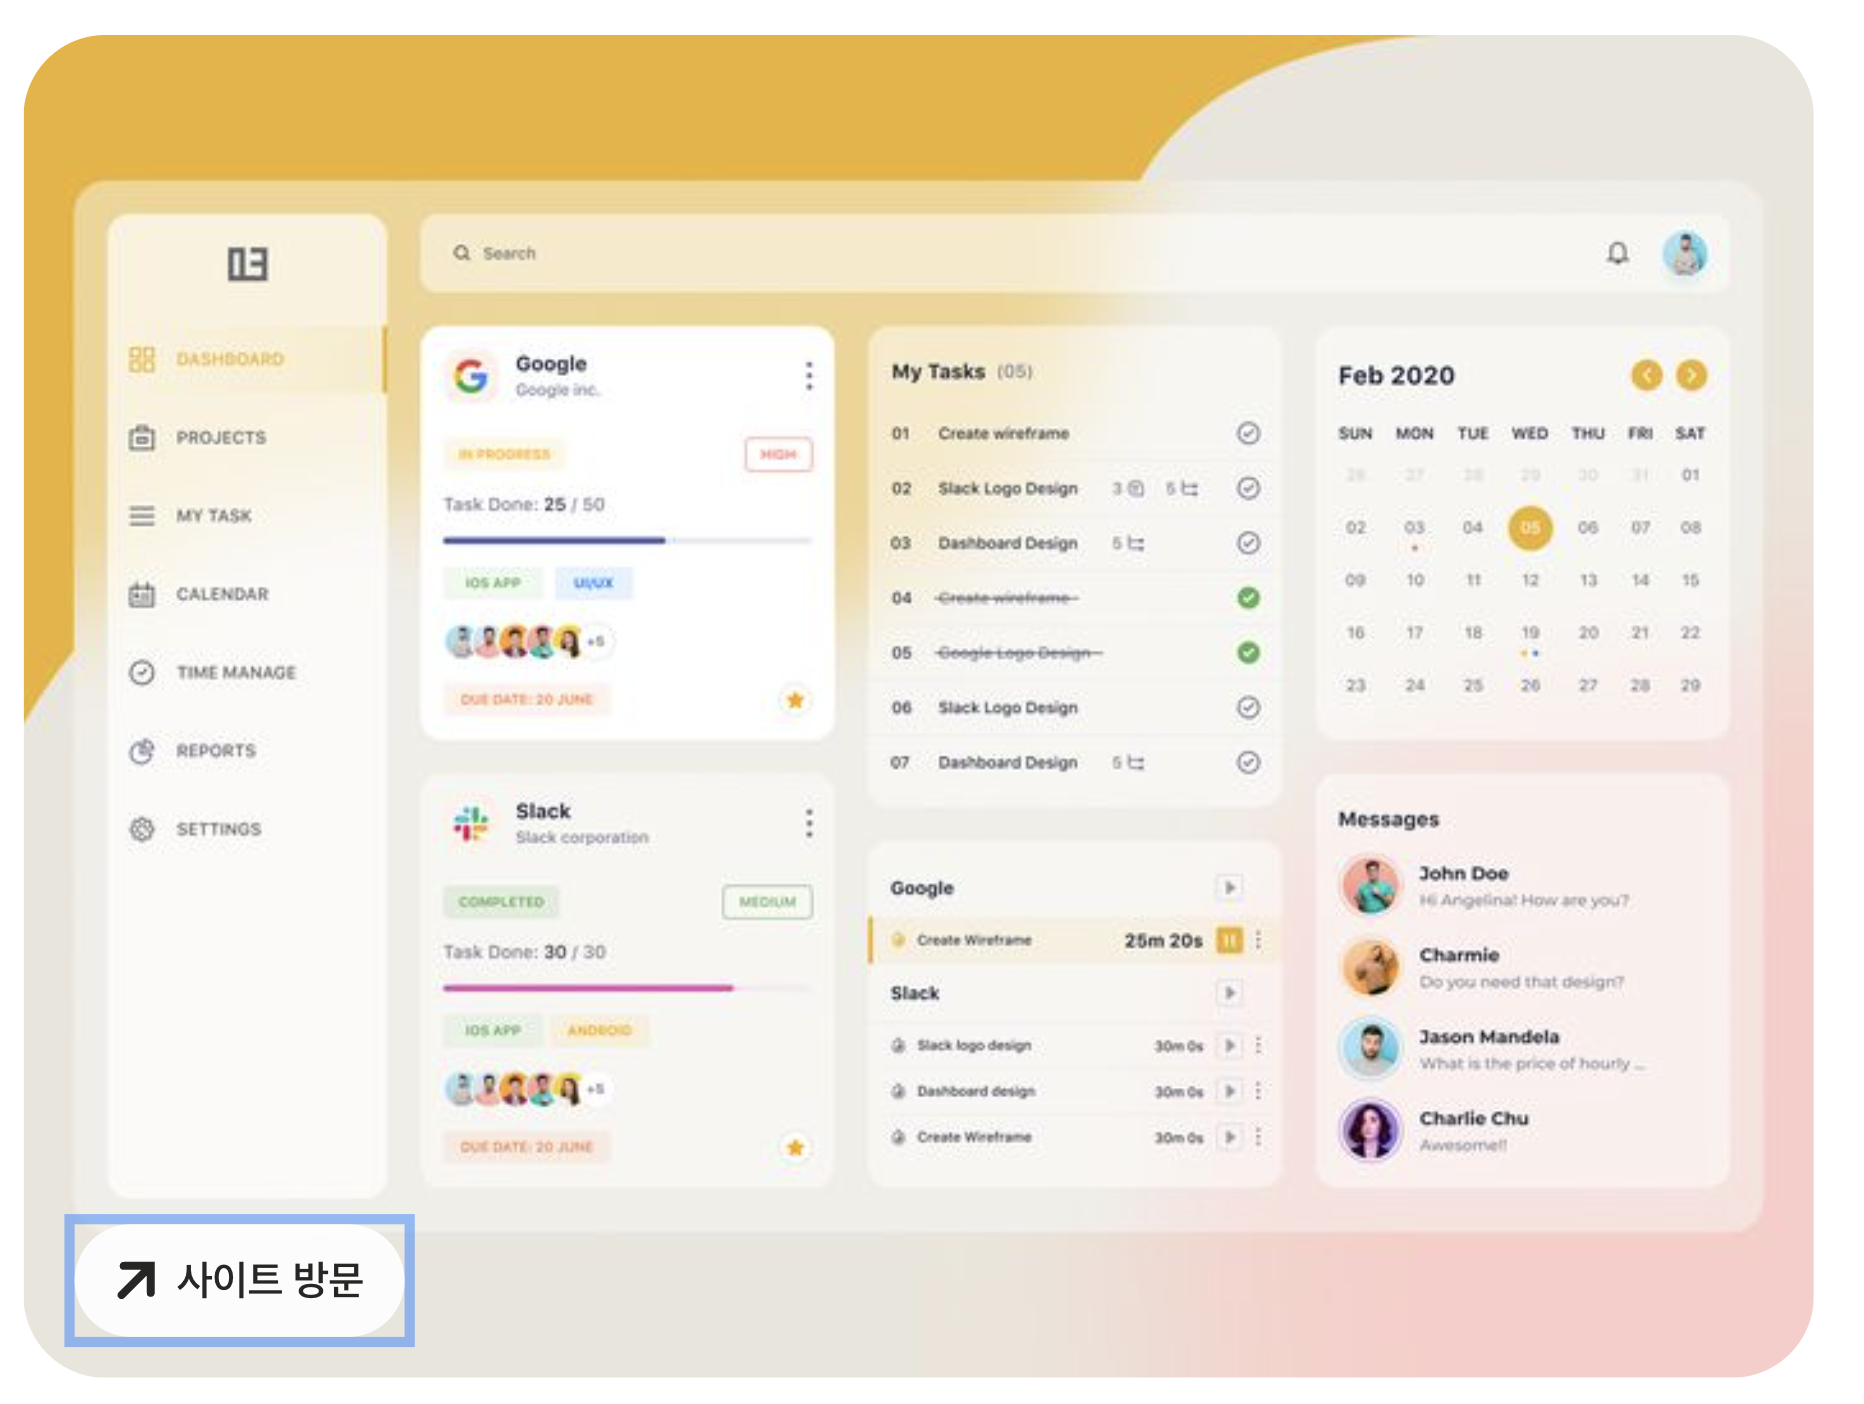 Search
DASHBOARD
PROJECTS
MY TASK
CALENDAR
TIME MANAGE
REPORTS
SETTINGS
Google
Google inc.
IN PROGRESS
HIGH
Task Done: 25 / 50
IOS APP
UI/UX
+5
DUE DATE: 20 JUNE
Slack
Slack corporation
COMPLETED
MEDIUM
Task Done: 30 / 30
IOS APP
ANDROID
+5
DUE DATE: 20 JUNE
My Tasks (05)
01 Create wireframe
02 Slack Logo Design 3 5
03 Dashboard Design 5
04 Create wireframe
05 Google Logo Design
06 Slack Logo Design
07 Dashboard Design 5
Google
Create Wireframe 25m 20s
Slack
Slack logo design 30m 0s
Dashboard design 30m 0s
Create Wireframe 30m 0s
Feb 2020
SUN MON TUE WED THU FRI SAT
26 27 28 29 30 31 01
02 03 04 05 06 07 08
09 10 11 12 13 14 15
16 17 18 19 20 21 22
23 24 25 26 27 28 29
Messages
John Doe
Hi Angelina! How are you?
Charmie
Do you need that design?
Jason Mandela
What is the price of hourly ...
Charlie Chu
Awesome!!
사이트 방문